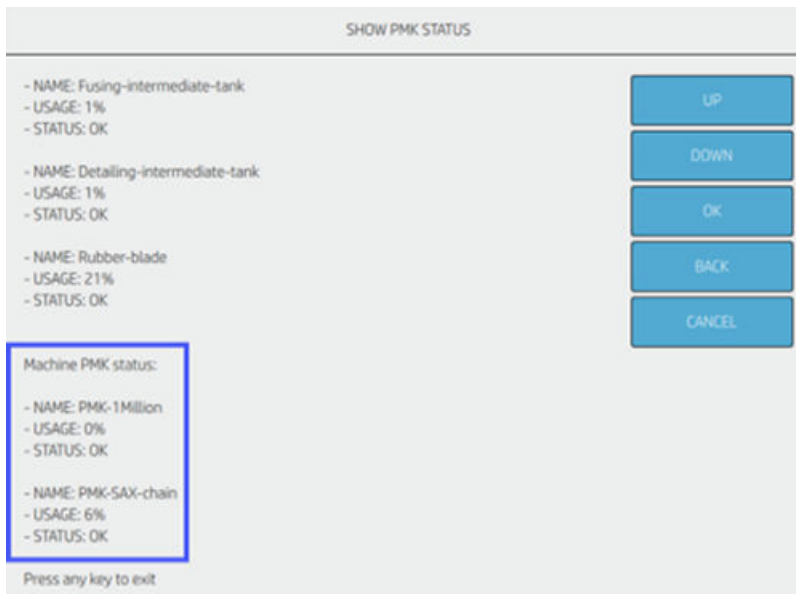 SHOW PMK STATUS
- NAME: Fusing-intermediate-tank
- USAGE: 1%
- STATUS: OK
- NAME: Detailing-intermediate-tank
- USAGE: 1%
- STATUS: OK
- NAME: Rubber-blade
- USAGE: 21%
- STATUS: OK
Machine PMK status:
- NAME: PMK-1Million
- USAGE: 0%
- STATUS: OK
- NAME: PMK-SAX-chain
- USAGE: 6%
- STATUS: OK
Press any key to exit
UP
DOWN
OK
BACK
CANCEL